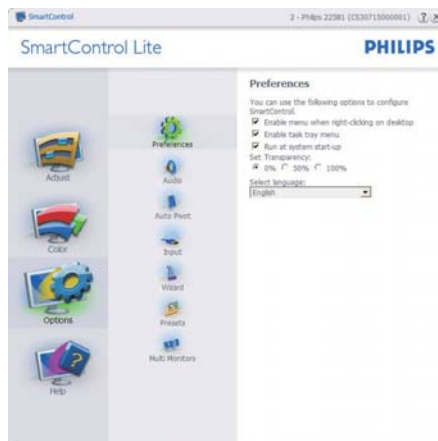 SmartControl
2 - Philips 225B1 (CS30715000001)
SmartControl Lite
PHILIPS
Adjust
Color
Options
Help
Preferences
Audio
Auto Pivot
Input
Wizard
Presets
Multi Monitors
Preferences
You can use the following options to configure
SmartControl.
Enable menu when right-clicking on desktop
Enable task tray menu
Run at system start-up
Set Transparency:
0% 50% 100%
Select language:
English